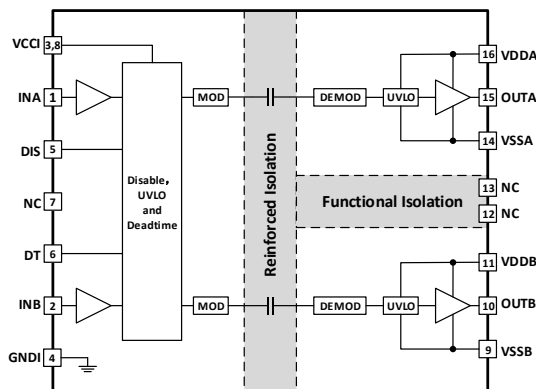 VCCI 3,8
INA 1
DIS 5
NC 7
DT 6
INB 2
GNDI 4
Disable,
UVLO
and
Deadtime
MOD
MOD
Reinforced Isolation
Functional Isolation
DEMOD
UVLO
DEMOD
UVLO
16 VDDA
15 OUTA
14 VSSA
13 NC
12 NC
11 VDDB
10 OUTB
9 VSSB